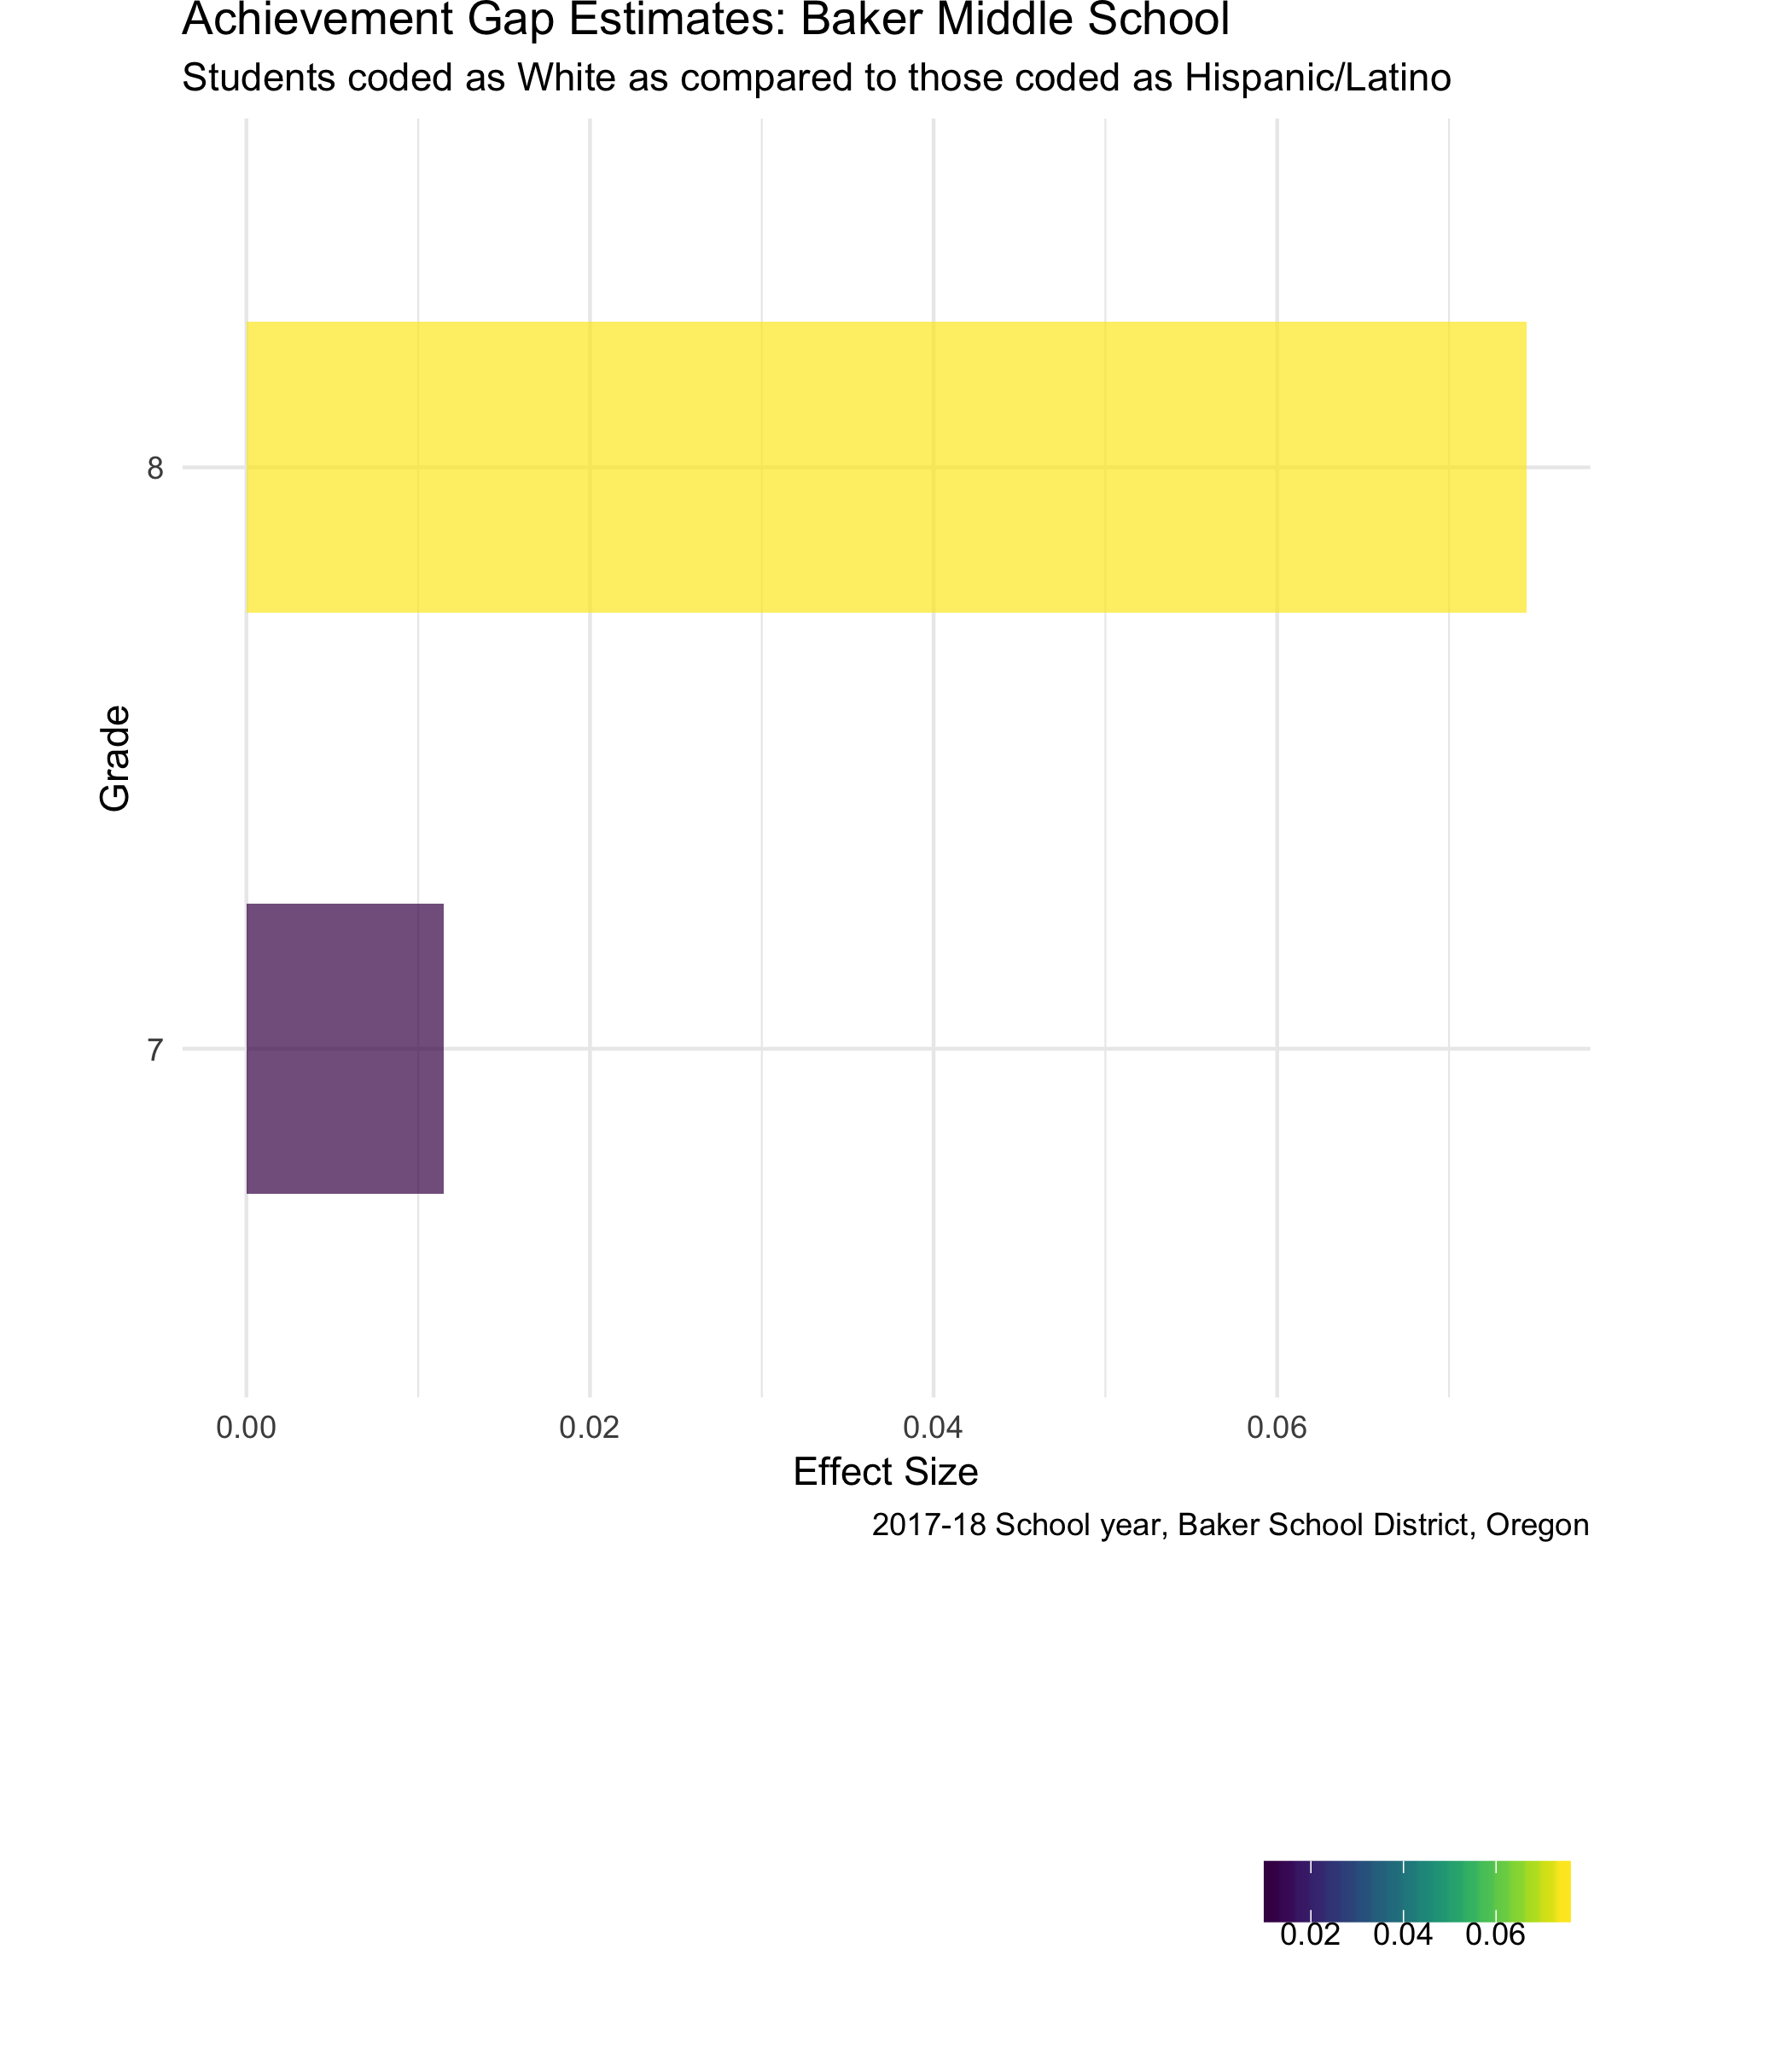 Achievement Gap Estimates: Baker Middle School
Students coded as White as compared to those coded as Hispanic/Latino
8
Grade
7
0.00 0.02 0.04 0.06
Effect Size
2017-18 School year, Baker School District, Oregon
0.02 0.04 0.06